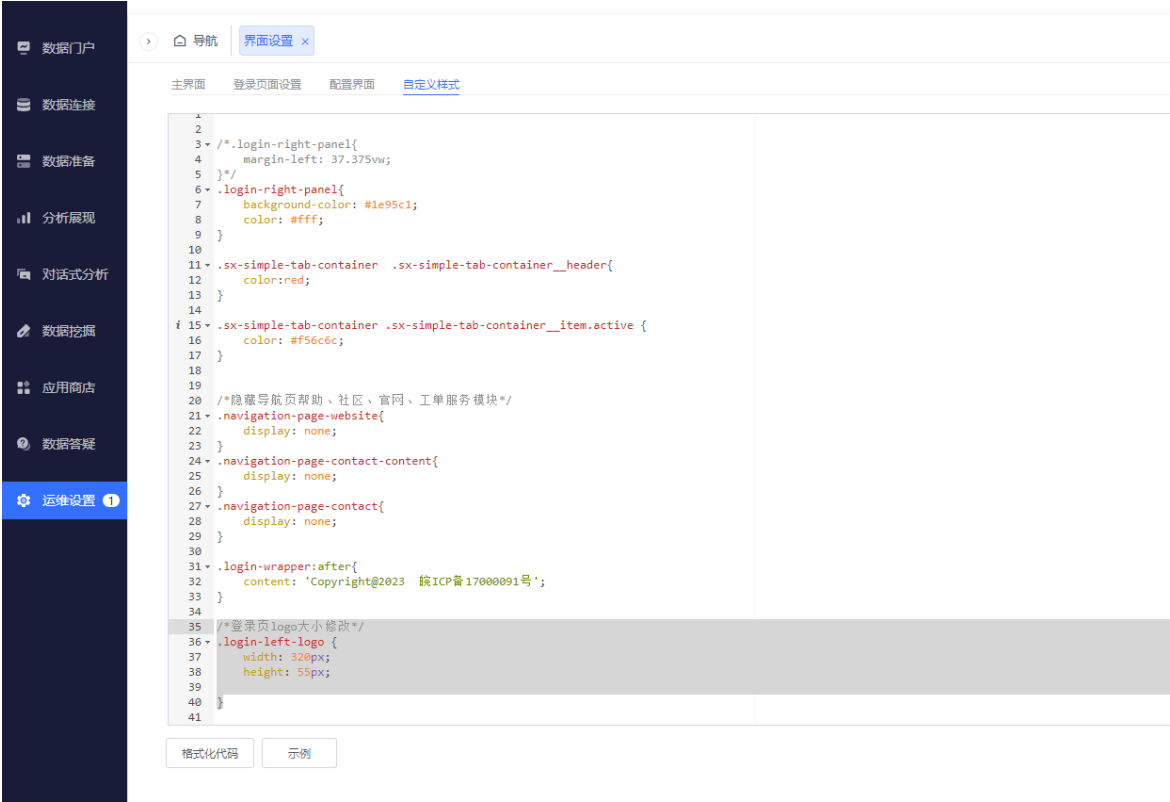 数据门户
数据连接
数据准备
分析展现
对话式分析
数据挖掘
应用商店
数据答疑
运维设置 1
导航 界面设置 ×
主界面 登录页面设置 配置界面 自定义样式
1
2
3 /*.login-right-panel{
4 margin-left: 37.375vw;
5 }*/
6 .login-right-panel{
7 background-color: #1e95c1;
8 color: #fff;
9 }
10
11 .sx-simple-tab-container  .sx-simple-tab-container__header{
12 color:red;
13 }
14
i 15 .sx-simple-tab-container .sx-simple-tab-container__item.active {
16 color: #f56c6c;
17 }
18
19
20 /*隐藏导航页帮助、社区、官网、工单服务模块*/
21 .navigation-page-website{
22 display: none;
23 }
24 .navigation-page-contact-content{
25 display: none;
26 }
27 .navigation-page-contact{
28 display: none;
29 }
30
31 .login-wrapper:after{
32 content: 'Copyright@2023  皖ICP备17000091号';
33 }
34
35 /*登录页logo大小修改*/
36 .login-left-logo {
37 width: 320px;
38 height: 55px;
39
40 }
41
格式化代码 示例